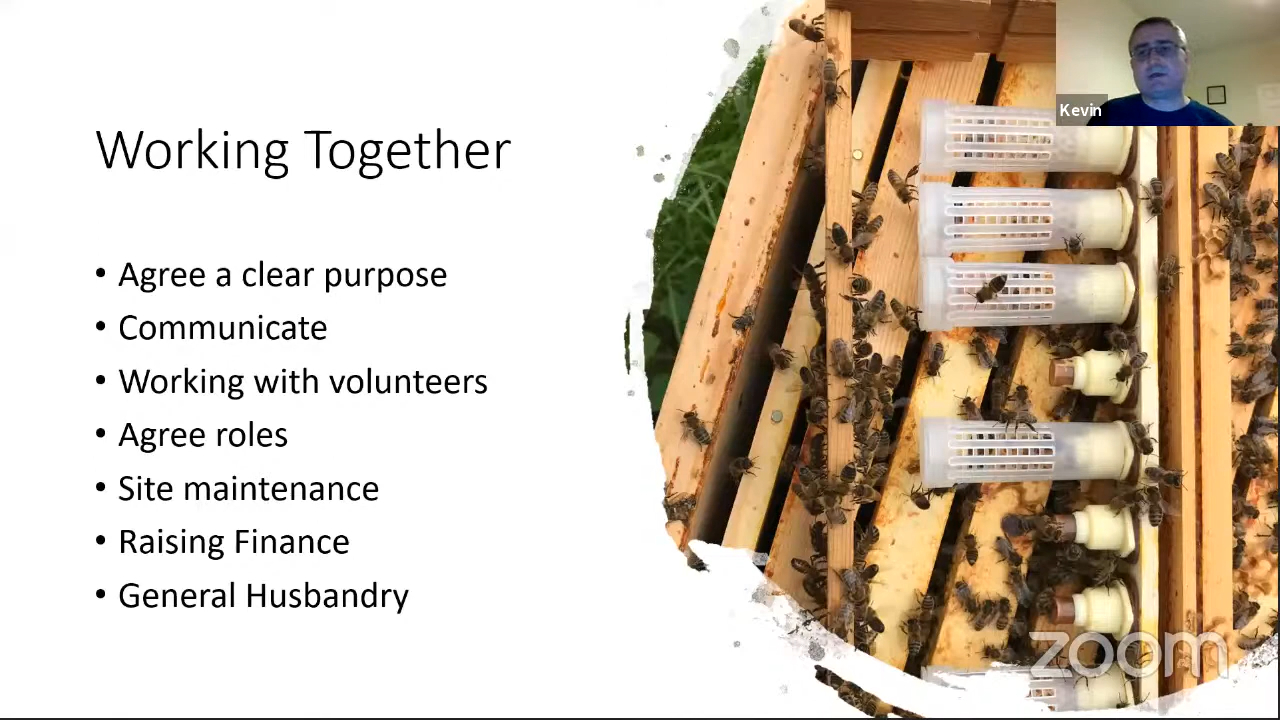 Working Together
• Agree a clear purpose
• Communicate
• Working with volunteers
• Agree roles
• Site maintenance
• Raising Finance
• General Husbandry
Kevin
zoom